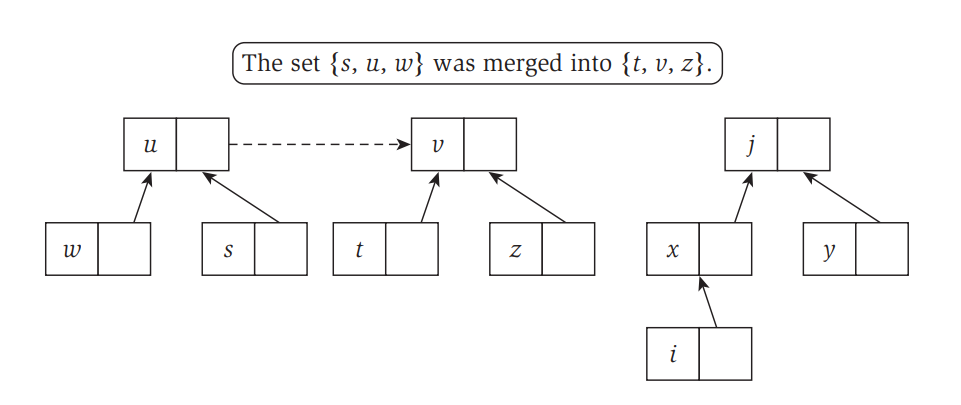 The set {s, u, w} was merged into {t, v, z}.
u v j
w s t z x y
i